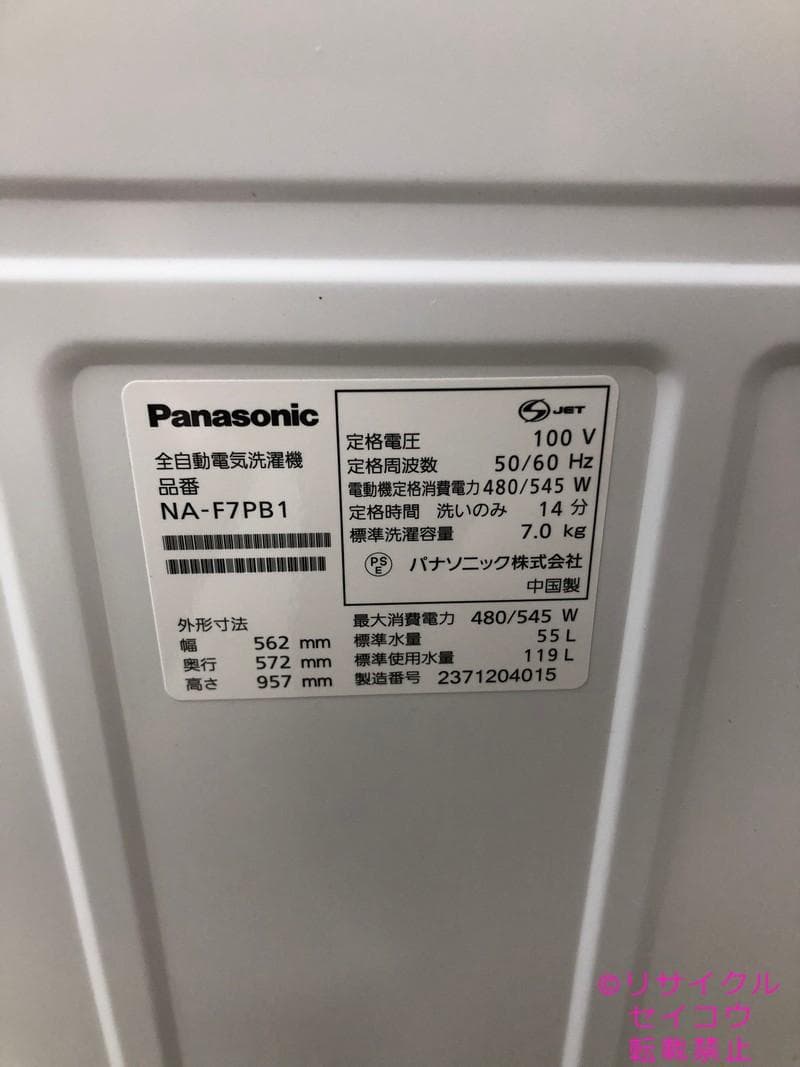 Panasonic
全自動電気洗濯機
品番
NA-F7PB1
外形寸法
幅 562 mm
奥行 572 mm
高さ 957 mm
JET
定格電圧 100 V
定格周波数 50/60 Hz
電動機定格消費電力 480/545 W
定格時間 洗いのみ 14 分
標準洗濯容量 7.0 kg
PS
E
パナソニック株式会社
中国製
最大消費電力 480/545 W
標準水量 55 L
標準使用水量 119 L
製造番号 2371204015
©リサイクル
セイコウ
転載禁止